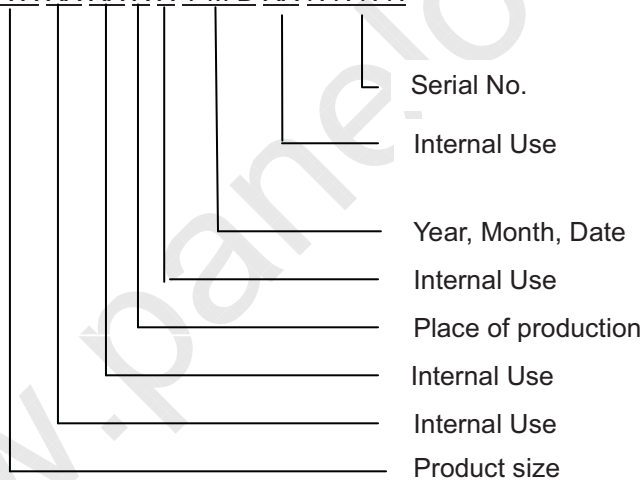 Serial No.
Internal Use
Year, Month, Date
Internal Use
Place of production
Internal Use
Internal Use
Product size